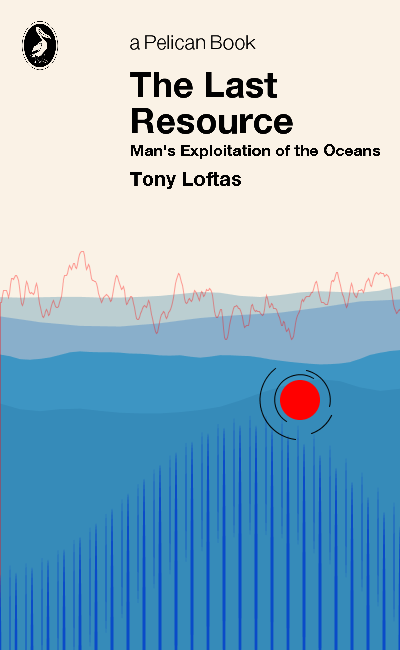 a Pelican Book
The Last
Resource
Man's Exploitation of the Oceans
Tony Loftas